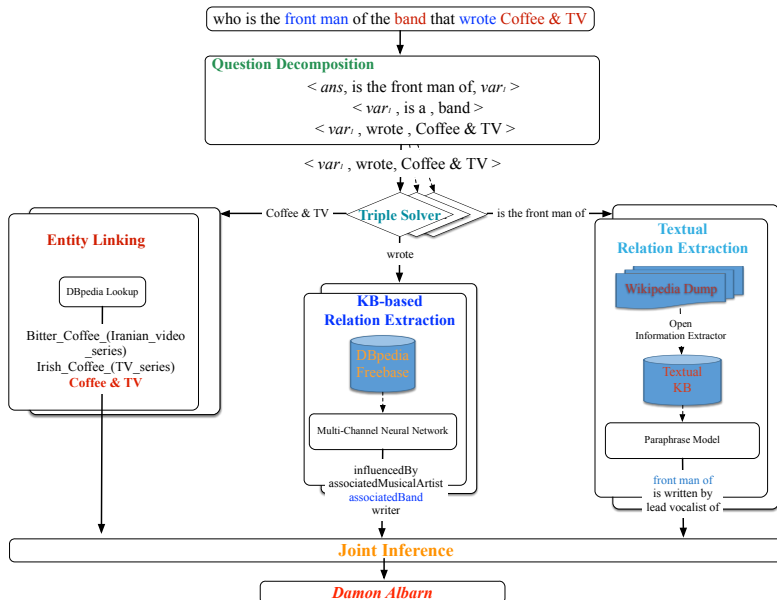 who is the front man of the band that wrote Coffee & TV
Question Decomposition
< ans, is the front man of, var₁ >
< var₁ , is a , band >
< var₁ , wrote , Coffee & TV >
< var₁ , wrote, Coffee & TV >
Coffee & TV
Triple Solver
is the front man of
wrote
Entity Linking
DBpedia Lookup
Bitter_Coffee_(Iranian_video
_series)
Irish_Coffee_(TV_series)
Coffee & TV
KB-based
Relation Extraction
DBpedia
Freebase
Multi-Channel Neural Network
influencedBy
associatedMusicalArtist
associatedBand
writer
Textual
Relation Extraction
Wikipedia Dump
Open
Information Extractor
Textual
KB
Paraphrase Model
front man of
is written by
lead vocalist of
Joint Inference
Damon Albarn